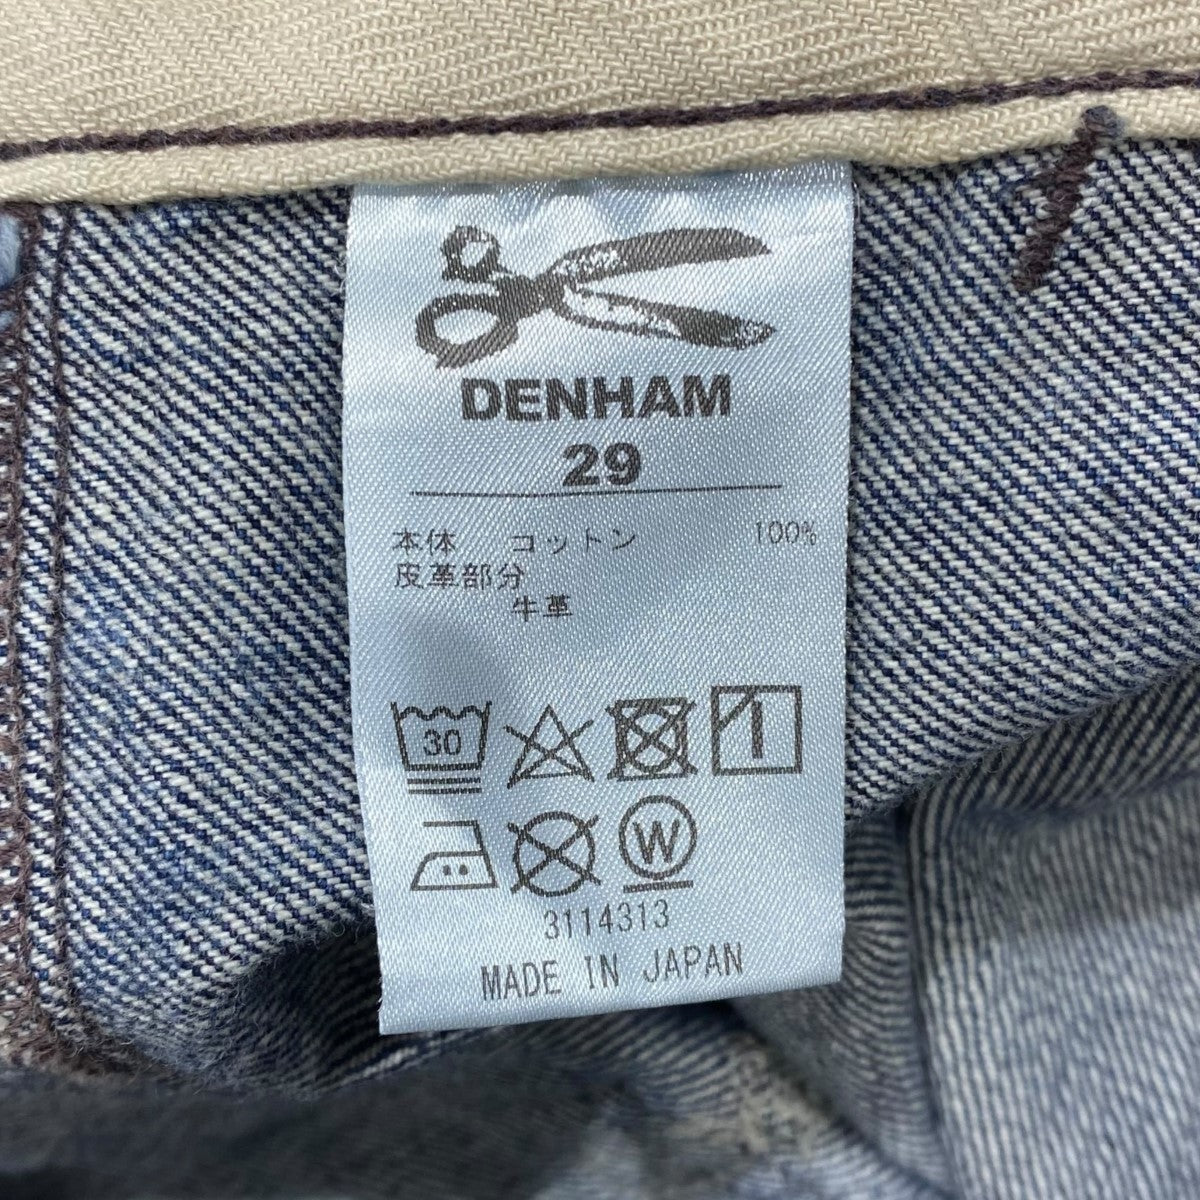 DENHAM
29
本体 コットン 100%
皮革部分
牛革
30
W
3114313
MADE IN JAPAN